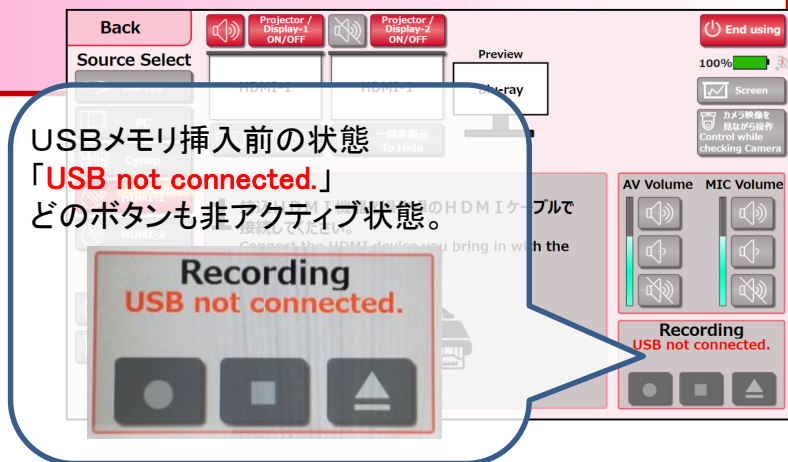 Back
Projector /
Display-1
ON/OFF
Projector /
Display-2
ON/OFF
End using
Source Select
Preview
100%
HDMI-1
HDMI-1
Blu-ray
Screen
PC
一時非表示
To Hide
カメラ映像を
見ながら操作
Control while
checking Camera
Cynap
HDMI-1
HDMI-2
USBメモリ挿入前の状態
「USB not connected.」
どのボタンも非アクティブ状態。
のHDMIケーブルで
接続してください。
Connect the HDMI device you bring in with the
AV Volume
MIC Volume
Recording
USB not connected.
Recording
USB not connected.